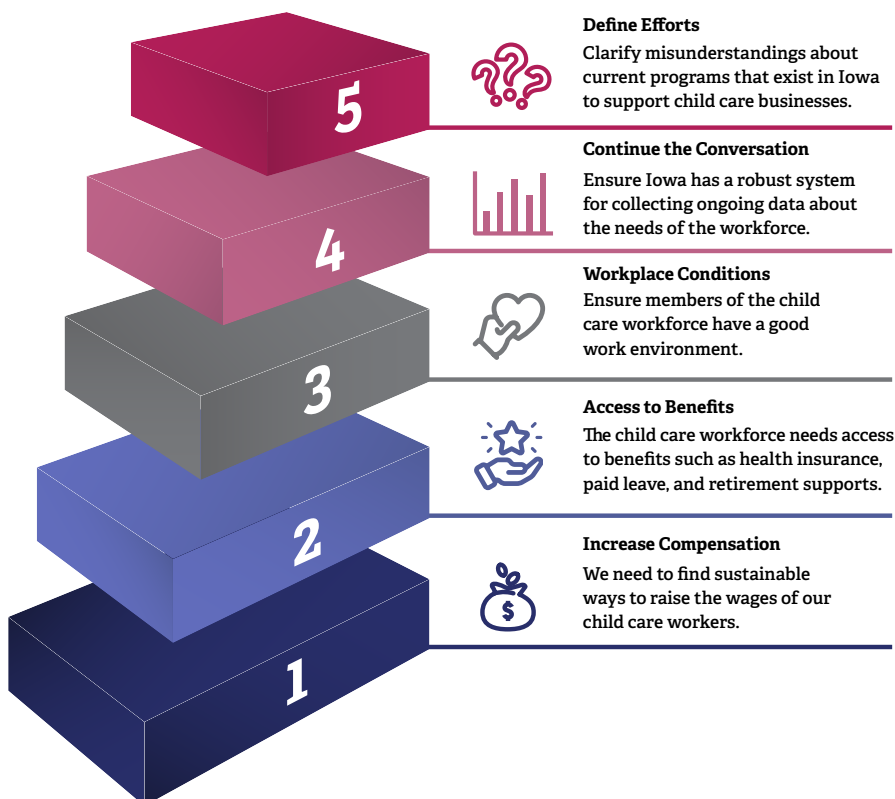 5
Define Efforts
Clarify misunderstandings about
current programs that exist in Iowa
to support child care businesses.
4
Continue the Conversation
Ensure Iowa has a robust system
for collecting ongoing data about
the needs of the workforce.
3
Workplace Conditions
Ensure members of the child
care workforce have a good
work environment.
2
Access to Benefits
The child care workforce needs access
to benefits such as health insurance,
paid leave, and retirement supports.
1
Increase Compensation
We need to find sustainable
ways to raise the wages of our
child care workers.
$